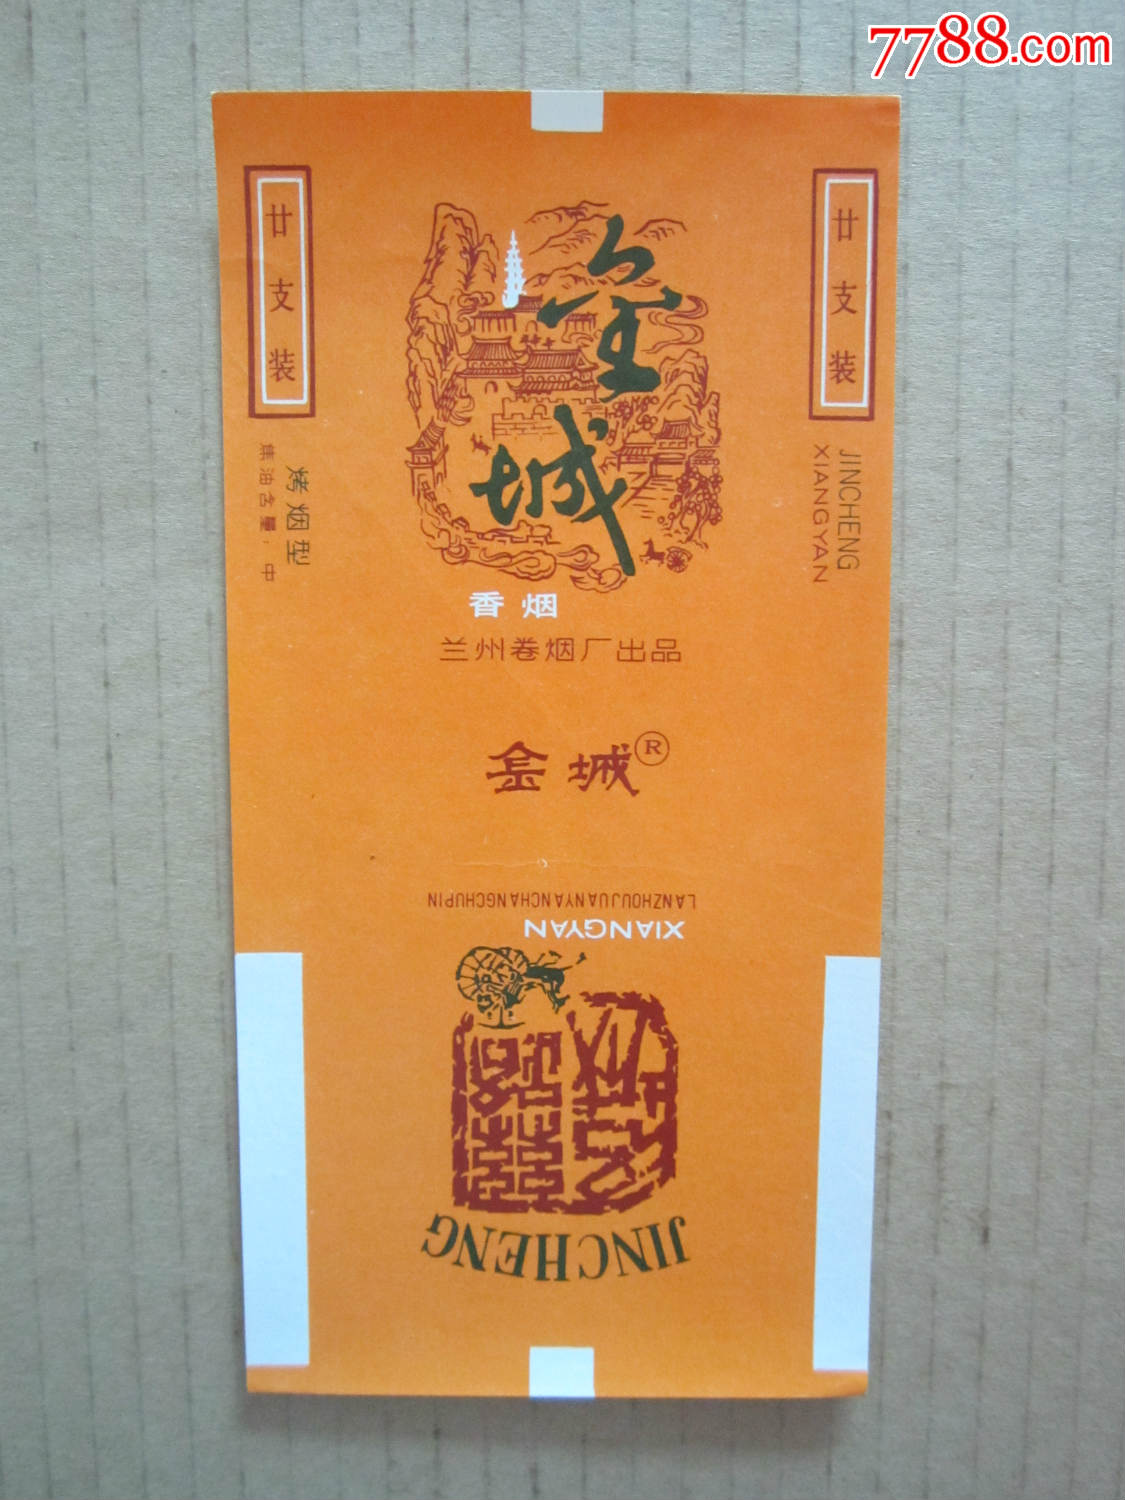 7788.com
廿支装
廿支装
金城
JINCHENG
XIANGYAN
烤烟型
焦油含量：中
香烟
兰州卷烟厂出品
金城®
LANZHOUJUANYANCHANGCHUPIN
XIANGYAN
JINCHENG